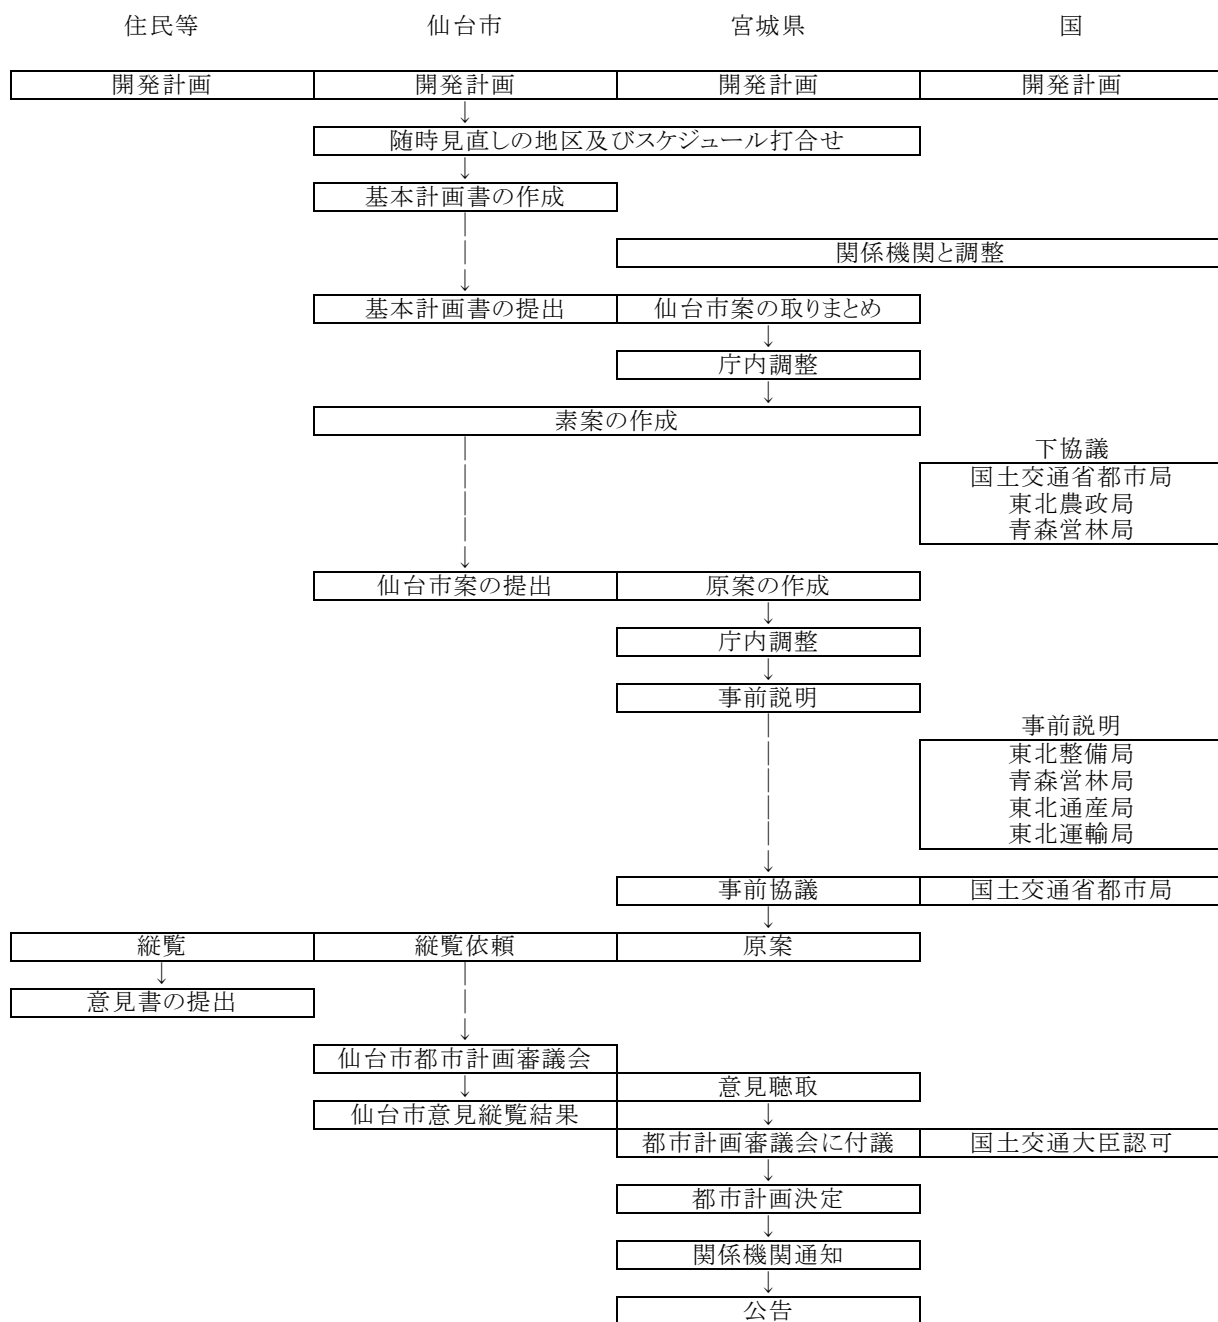 住民等 仙台市 宮城県 国
開発計画 開発計画 開発計画 開発計画
↓
随時見直しの地区及びスケジュール打合せ
↓
基本計画書の作成
関係機関と調整
↓
基本計画書の提出 仙台市案の取りまとめ
↓
庁内調整
↓
素案の作成
下協議
国土交通省都市局
東北農政局
青森営林局
↓
仙台市案の提出 原案の作成
↓
庁内調整
↓
事前説明
事前説明
東北整備局
青森営林局
東北通産局
東北運輸局
↓
事前協議 国土交通省都市局
↓
縦覧 縦覧依頼 原案
↓
意見書の提出
↓
仙台市都市計画審議会
↓ 意見聴取
仙台市意見縦覧結果 ↓
都市計画審議会に付議 国土交通大臣認可
↓
都市計画決定
↓
関係機関通知
↓
公告